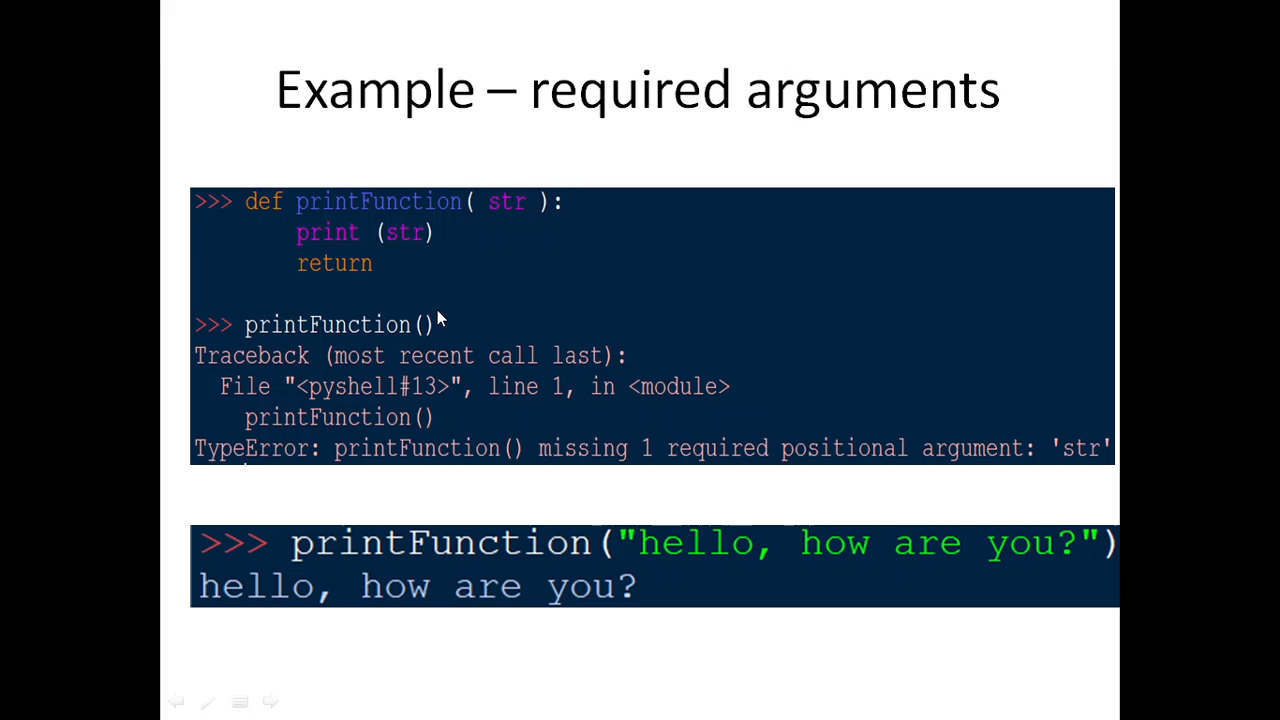 Example – required arguments
>>> def printFunction( str ):
print (str)
return
>>> printFunction()
Traceback (most recent call last):
File "<pyshell#13>", line 1, in <module>
printFunction()
TypeError: printFunction() missing 1 required positional argument: 'str'
>>> printFunction("hello, how are you?")
hello, how are you?